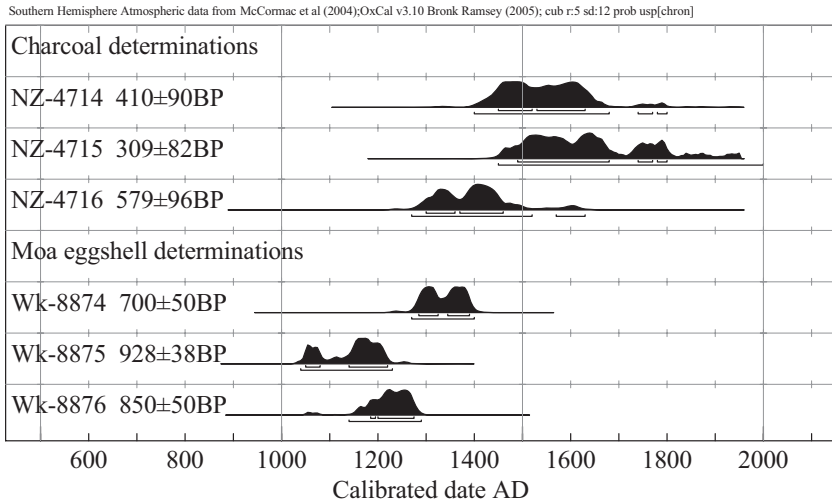 Southern Hemisphere Atmospheric data from McCormac et al (2004);OxCal v3.10 Bronk Ramsey (2005); cub r:5 sd:12 prob usp[chron]
Charcoal determinations
NZ-4714 410±90BP
NZ-4715 309±82BP
NZ-4716 579±96BP
Moa eggshell determinations
Wk-8874 700±50BP
Wk-8875 928±38BP
Wk-8876 850±50BP
600 800 1000 1200 1400 1600 1800 2000
Calibrated date AD